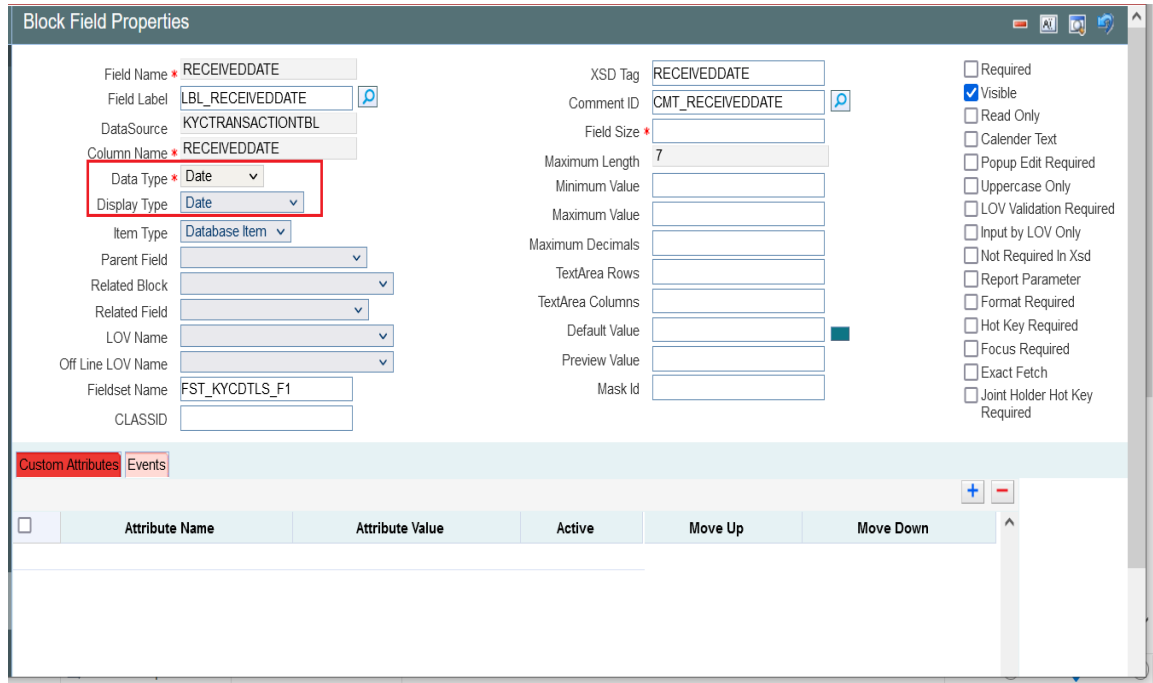 Block Field Properties
Field Name * RECEIVEDDATE
Field Label LBL_RECEIVEDDATE
DataSource KYCTRANSACTIONTBL
Column Name * RECEIVEDDATE
Data Type * Date
Display Type Date
Item Type Database Item
Parent Field
Related Block
Related Field
LOV Name
Off Line LOV Name
Fieldset Name FST_KYCDTLS_F1
CLASSID
XSD Tag RECEIVEDDATE
Comment ID CMT_RECEIVEDDATE
Field Size *
Maximum Length 7
Minimum Value
Maximum Value
Maximum Decimals
TextArea Rows
TextArea Columns
Default Value
Preview Value
Mask Id
Required
Visible
Read Only
Calender Text
Popup Edit Required
Uppercase Only
LOV Validation Required
Input by LOV Only
Not Required In Xsd
Report Parameter
Format Required
Hot Key Required
Focus Required
Exact Fetch
Joint Holder Hot Key
Required
Custom Attributes Events
Attribute Name Attribute Value Active Move Up Move Down